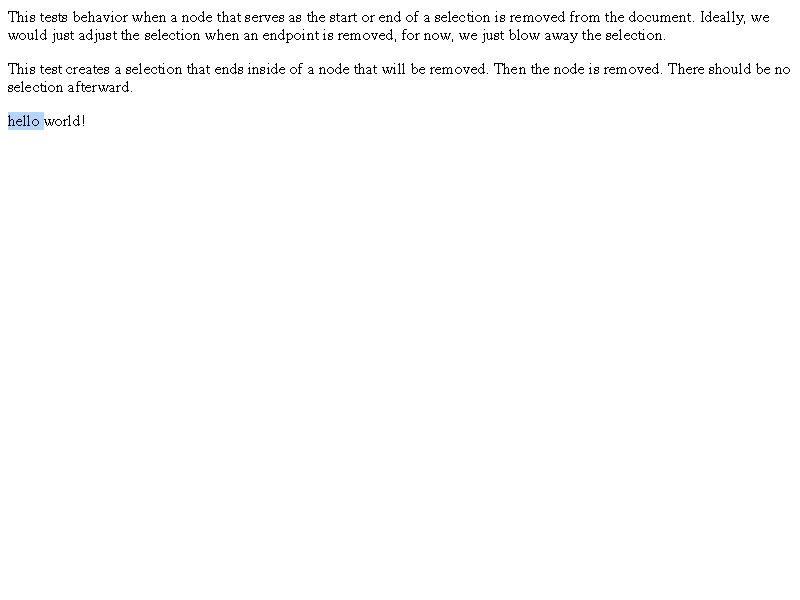 This tests behavior when a node that serves as the start or end of a selection is removed from the document. Ideally, we
would just adjust the selection when an endpoint is removed, for now, we just blow away the selection.
This test creates a selection that ends inside of a node that will be removed. Then the node is removed. There should be no
selection afterward.
hello world!